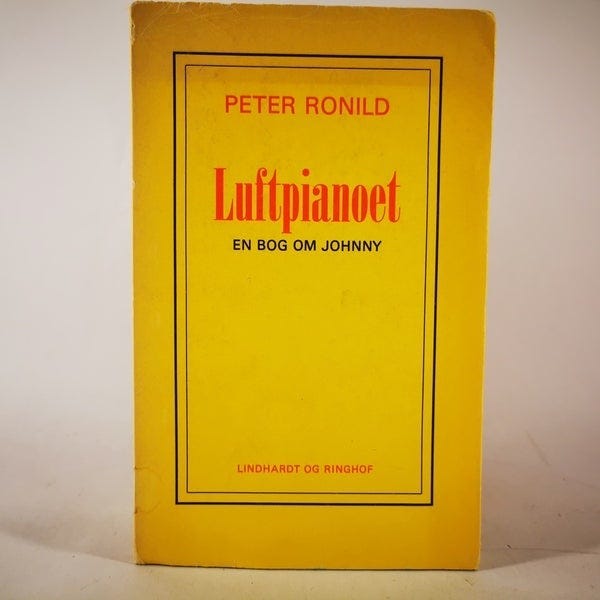 PETER RONILD
Luftpianoet
EN BOG OM JOHNNY
LINDHARDT OG RINGHOF